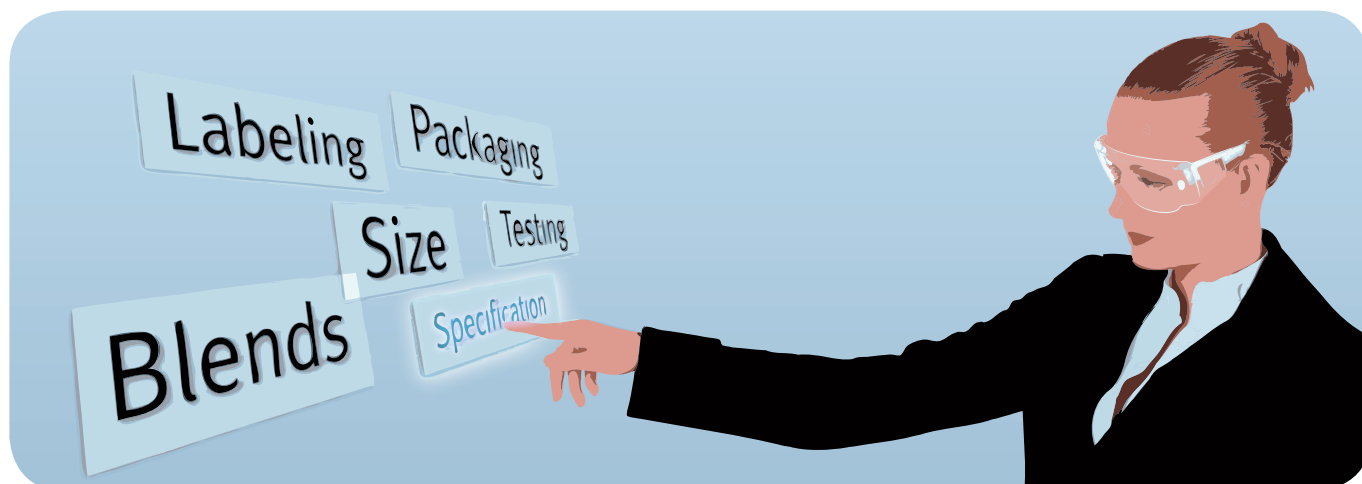 Labeling
Packaging
Size
Testing
Blends
Specification